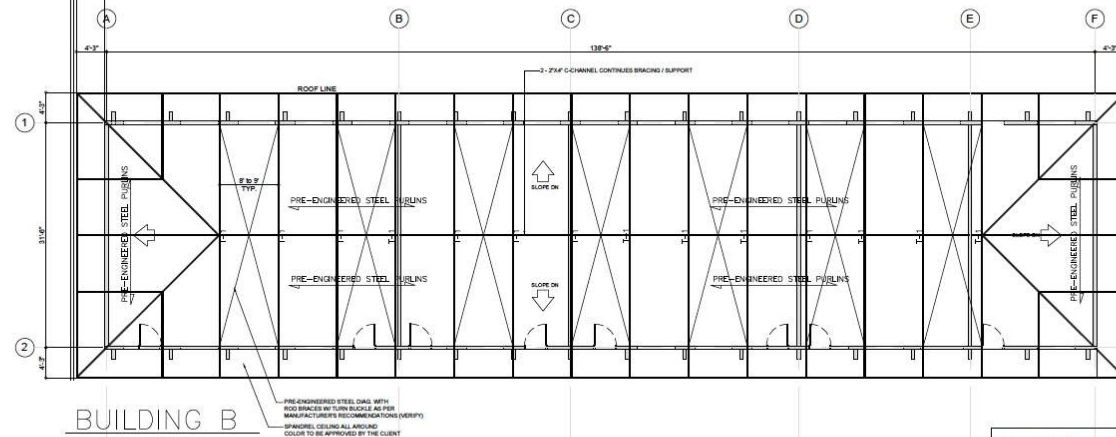 A B C D E F
4'-3" 138'-6" 4'-3"
2 - 2"X4" C-CHANNEL CONTINUES BRACING / SUPPORT
ROOF LINE
4'-3"
1
8' to 9'
TYP.
SLOPE DN
PRE-ENGINEERED STEEL PURLINS
PRE-ENGINEERED STEEL PURLINS
PRE-ENGINEERED STEEL PURLINS
PRE-ENGINEERED STEEL PURLINS
31'-6"
SLOPE DN
PRE-ENGINEERED STEEL PURLINS
PRE-ENGINEERED STEEL PURLINS
SLOPE DN
2
4'-3"
PRE-ENGINEERED STEEL DIAG. WITH
ROD BRACES W/ TURN BUCKLE AS PER
MANUFACTURER'S RECOMMENDATIONS (VERIFY)
BUILDING B
SPANDREL CEILING ALL AROUND
COLOR TO BE APPROVED BY THE CLIENT